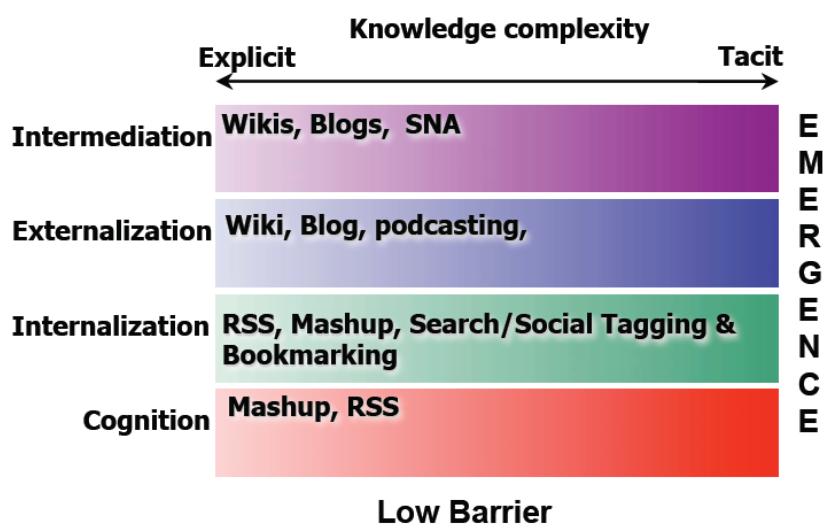 Knowledge complexity
Explicit
Tacit
Intermediation
Wikis, Blogs, SNA
Externalization
Wiki, Blog, podcasting,
Internalization
RSS, Mashup, Search/Social Tagging &
Bookmarking
Cognition
Mashup, RSS
E
M
E
R
G
E
N
C
E
Low Barrier